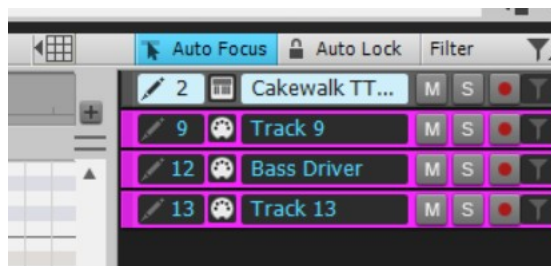 Auto Focus Auto Lock Filter
2 Cakewalk TT... M S
9 Track 9 M S
12 Bass Driver M S
13 Track 13 M S